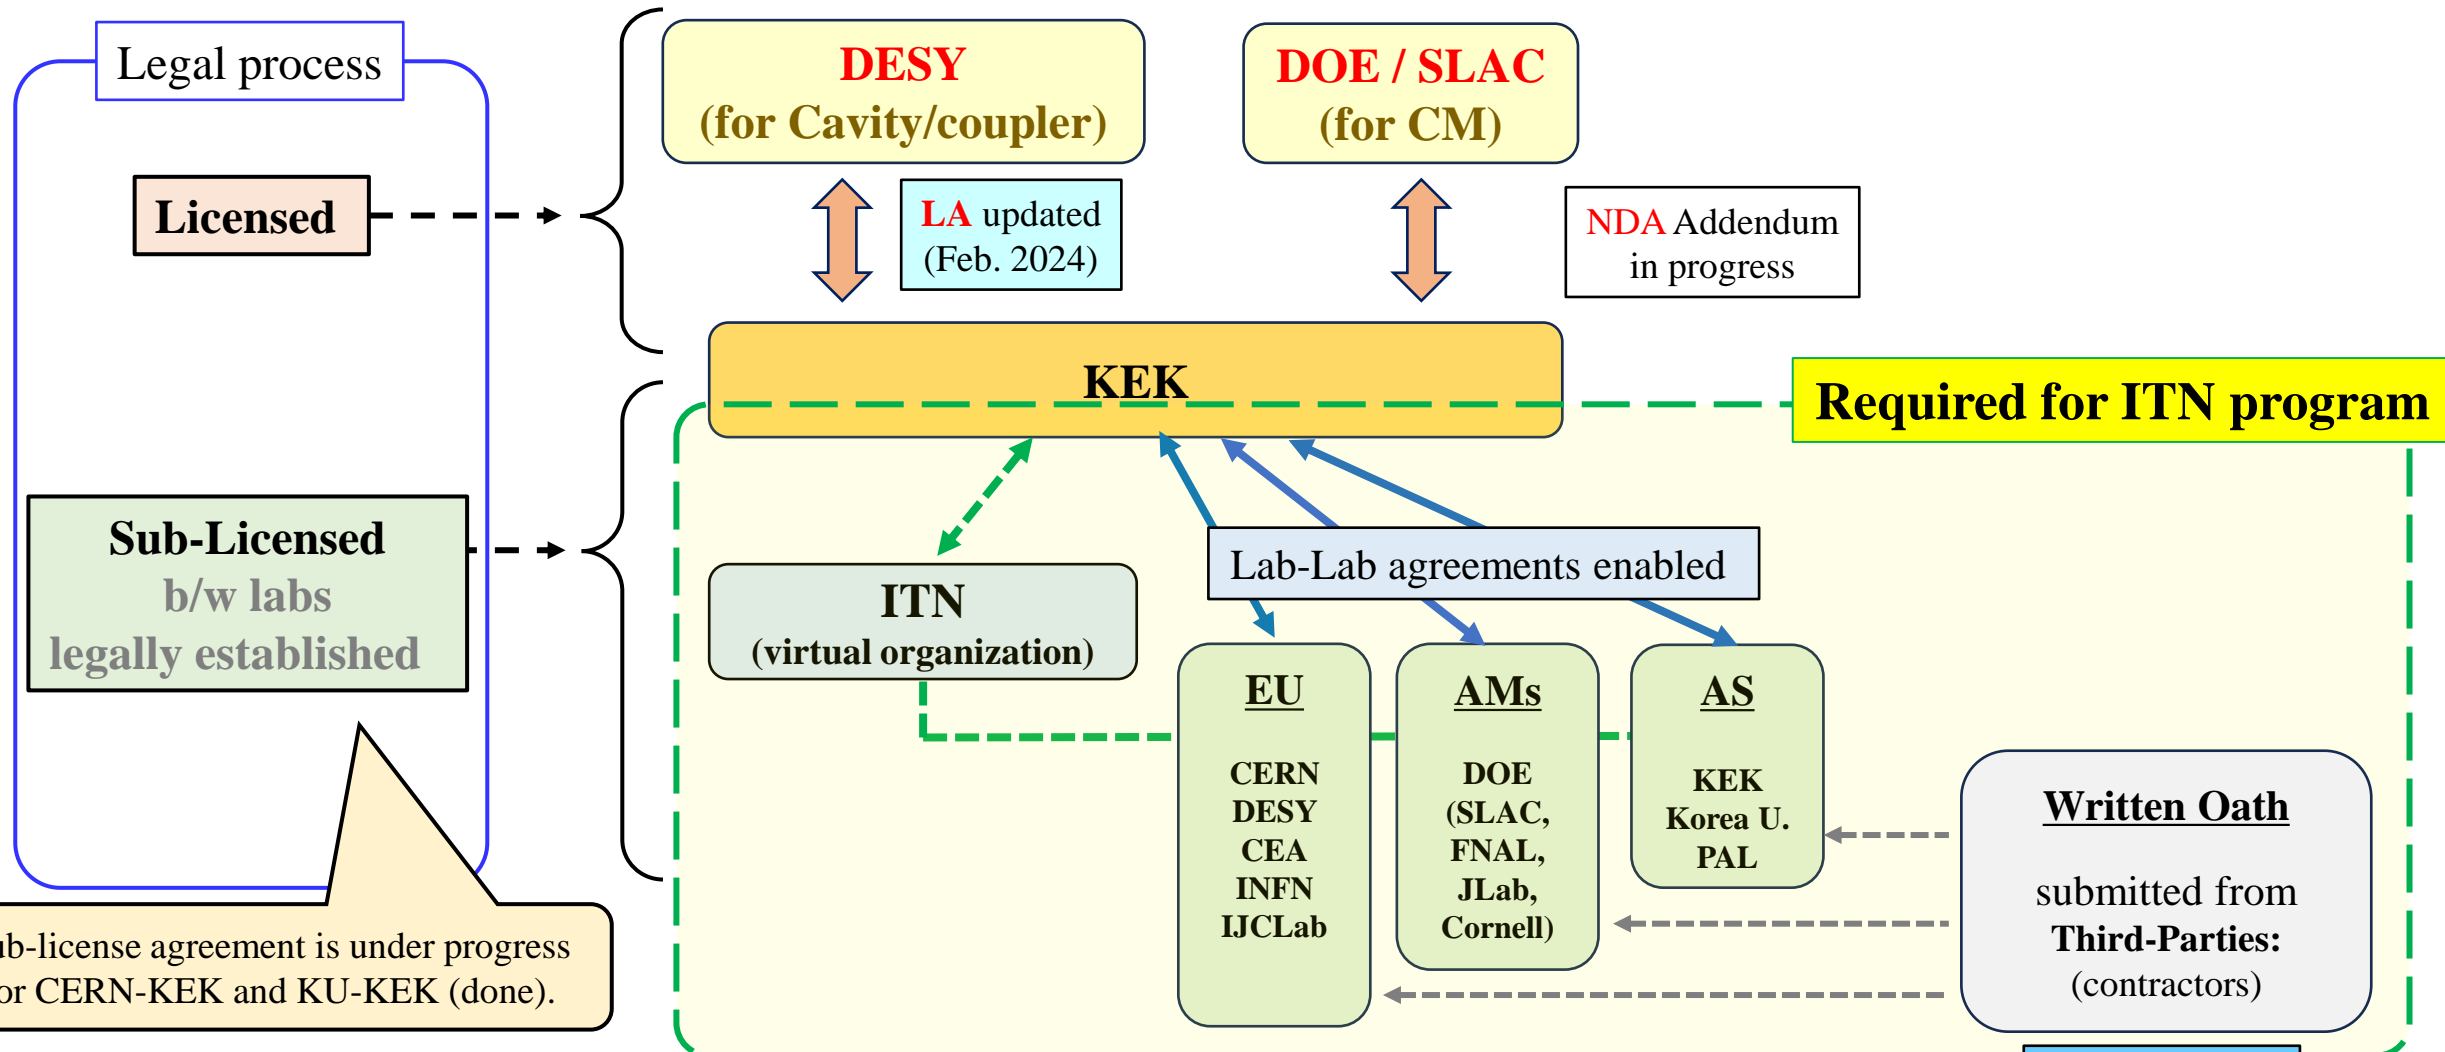 Legal process
Licensed
Sub-Licensed
b/w labs
legally established
ub-license agreement is under progress
or CERN-KEK and KU-KEK (done).
DESY
(for Cavity/coupler)
DOE / SLAC
(for CM)
LA updated
(Feb. 2024)
NDA Addendum
in progress
KEK
Required for ITN program
Lab-Lab agreements enabled
ITN
(virtual organization)
EU
CERN
DESY
CEA
INFN
IJCLab
AMs
DOE
(SLAC,
FNAL,
JLab,
Cornell)
AS
KEK
Korea U.
PAL
Written Oath
submitted from
Third-Parties:
(contractors)